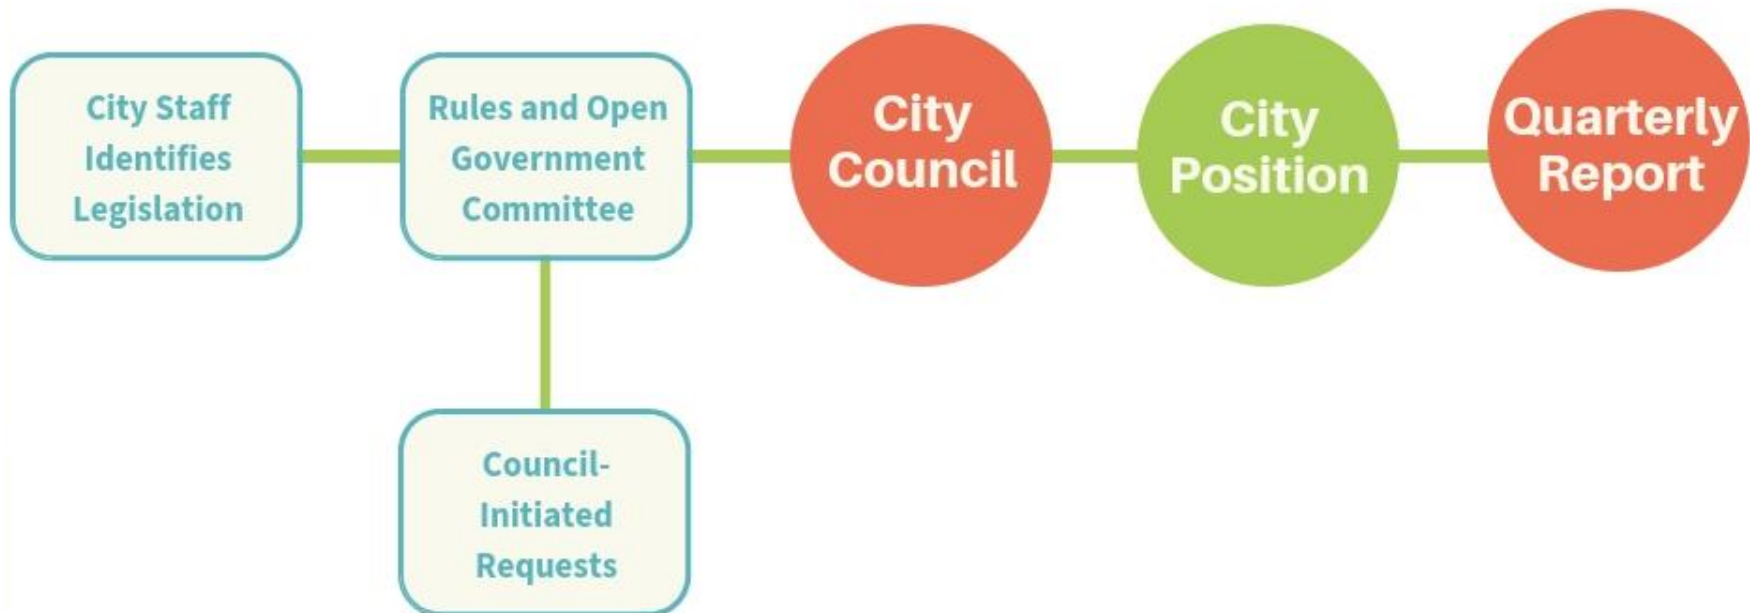 City Staff
Identifies
Legislation
Rules and Open
Government
Committee
City
Council
City
Position
Quarterly
Report
Council-
Initiated
Requests